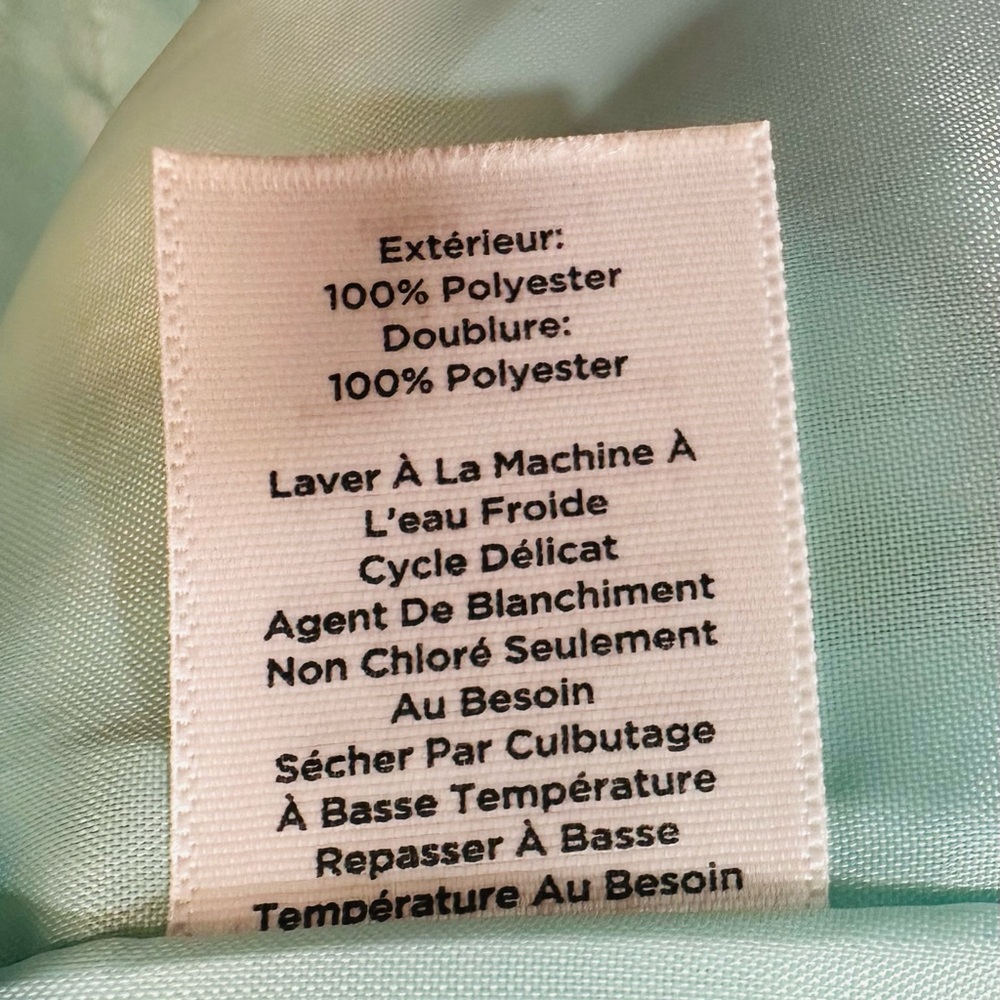 Extérieur:
100% Polyester
Doublure:
100% Polyester
Laver À La Machine À
L'eau Froide
Cycle Délicat
Agent De Blanchiment
Non Chloré Seulement
Au Besoin
Sécher Par Culbutage
À Basse Température
Repasser À Basse
Température Au Besoin